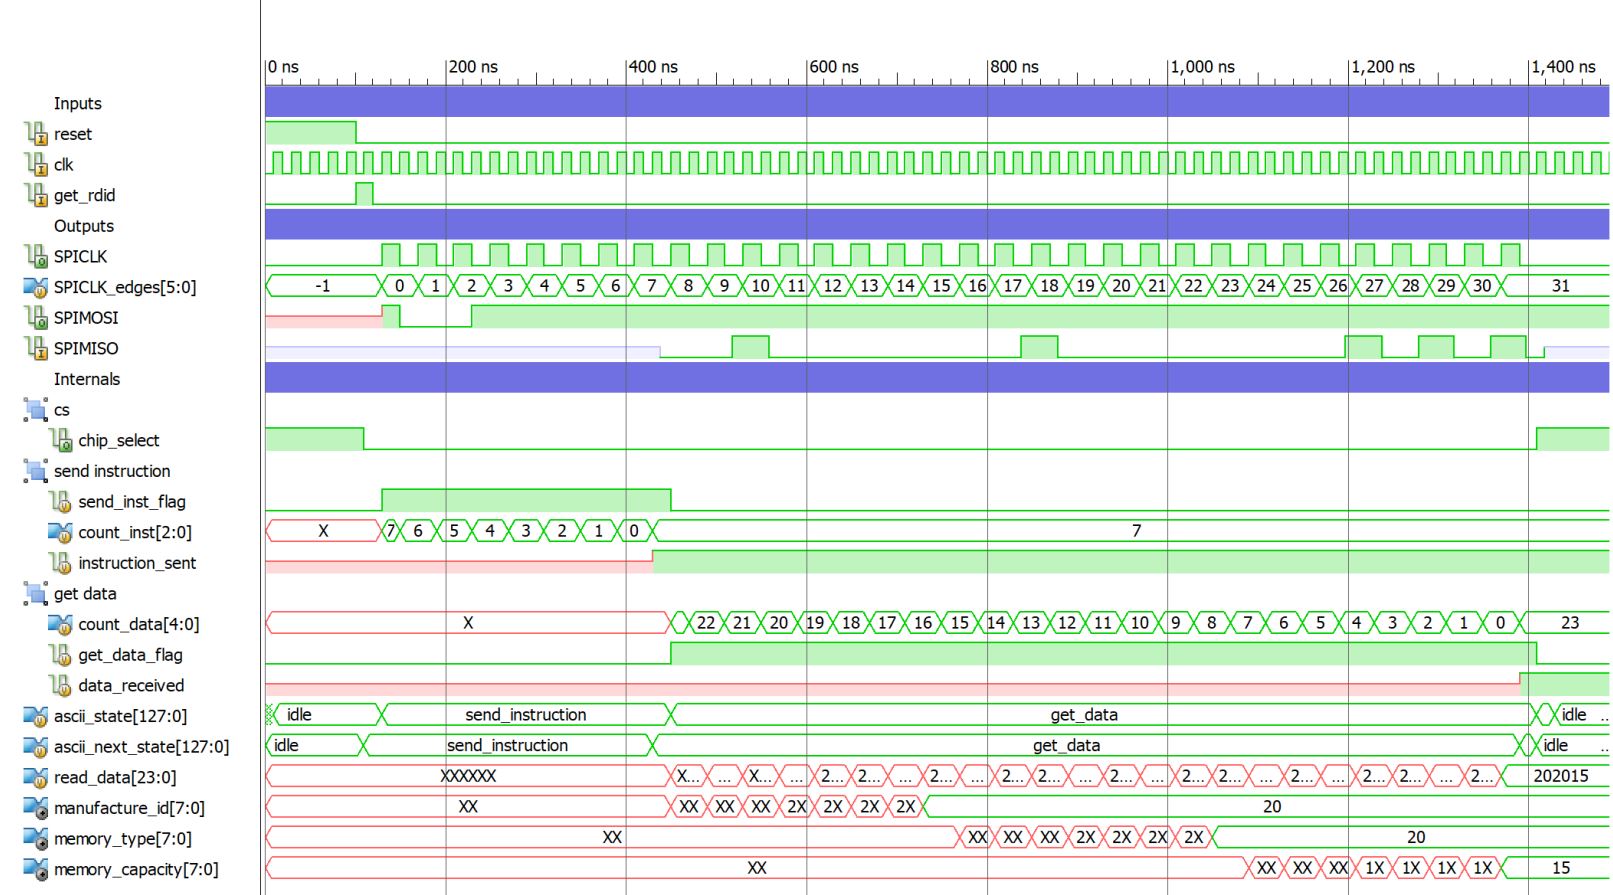 0 ns 200 ns 400 ns 600 ns 800 ns 1,000 ns 1,200 ns 1,400 ns
Inputs
reset
clk
get_rdid
Outputs
SPICLK
SPICLK_edges[5:0] -1 0 1 2 3 4 5 6 7 8 9 10 11 12 13 14 15 16 17 18 19 20 21 22 23 24 25 26 27 28 29 30 31
SPIMOSI
SPIMISO
Internals
cs
chip_select
send instruction
send_inst_flag
count_inst[2:0] X 7 6 5 4 3 2 1 0 7
instruction_sent
get data
count_data[4:0] X 22 21 20 19 18 17 16 15 14 13 12 11 10 9 8 7 6 5 4 3 2 1 0 23
get_data_flag
data_received
ascii_state[127:0] idle send_instruction get_data idle ..
ascii_next_state[127:0] idle send_instruction get_data idle ..
read_data[23:0] XXXXXX X... ... X... ... 2... 2... ... 2... ... 2... 2... ... 2... ... 2... 2... ... 2... ... 2... 2... ... 2... 202015
manufacture_id[7:0] XX XX XX XX 2X 2X 2X 2X 20
memory_type[7:0] XX XX XX XX 2X 2X 2X 2X 20
memory_capacity[7:0] XX XX XX XX 1X 1X 1X 1X 15